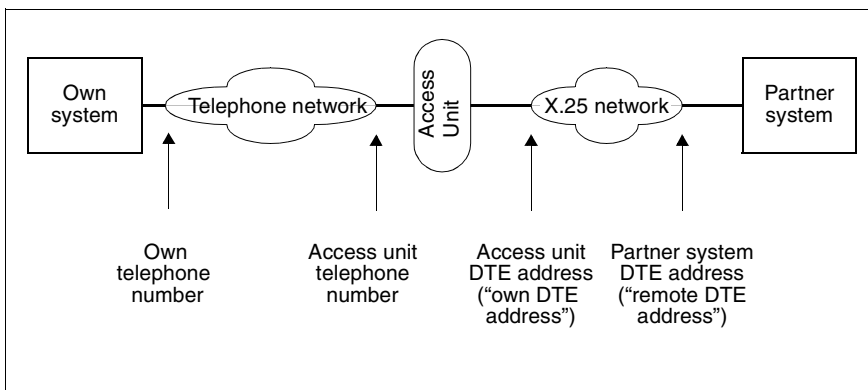 Own
system
Telephone network
Access
Unit
X.25 network
Partner
system
Own
telephone
number
Access unit
telephone
number
Access unit
DTE address
(“own DTE
address”)
Partner system
DTE address
(“remote DTE
address”)